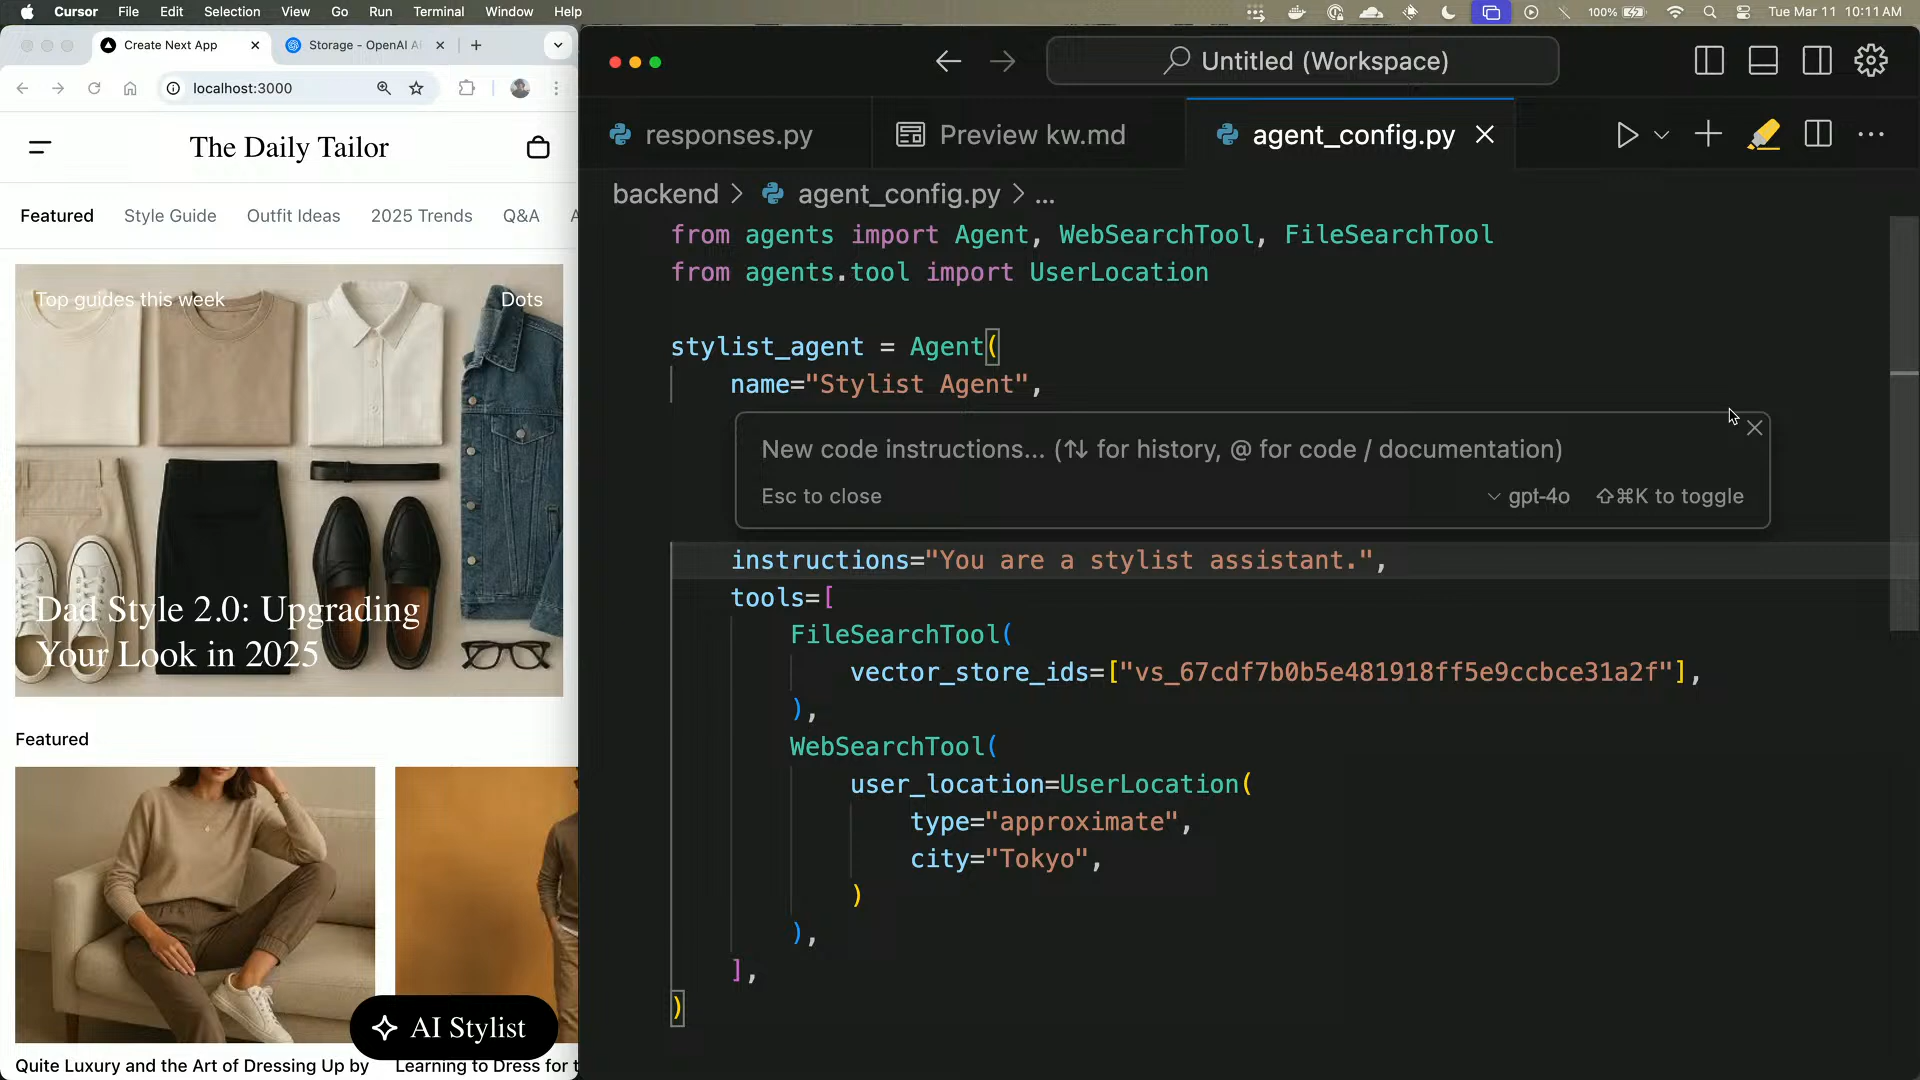 Cursor File Edit Selection View Go Run Terminal Window Help
100% Tue Mar 11 10:11 AM
Create Next App
Storage - OpenAI
localhost:3000
The Daily Tailor
Featured Style Guide Outfit Ideas 2025 Trends Q&A
Top guides this week Dots
Dad Style 2.0: Upgrading
Your Look in 2025
Featured
AI Stylist
Quite Luxury and the Art of Dressing Up by
Learning to Dress for
Untitled (Workspace)
responses.py Preview kw.md agent_config.py
backend > agent_config.py > ...
from agents import Agent, WebSearchTool, FileSearchTool
from agents.tool import UserLocation
stylist_agent = Agent(
name="Stylist Agent",
New code instructions... (↑↓ for history, @ for code / documentation)
Esc to close gpt-4o ⇧⌘K to toggle
instructions="You are a stylist assistant.",
tools=[
FileSearchTool(
vector_store_ids=["vs_67cdf7b0b5e481918ff5e9ccbce31a2f"],
),
WebSearchTool(
user_location=UserLocation(
type="approximate",
city="Tokyo",
)
),
],
)